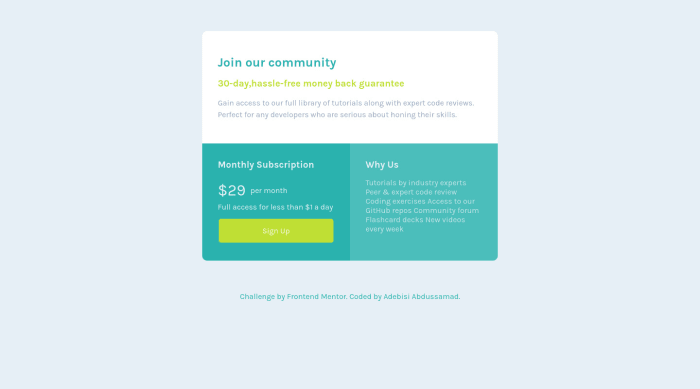 Join our community
30-day,hassle-free money back guarantee
Gain access to our full library of tutorials along with expert code reviews.
Perfect for any developers who are serious about honing their skills.
Monthly Subscription
$29 per month
Full access for less than $1 a day
Sign Up
Why Us
Tutorials by industry experts
Peer & expert code review
Coding exercises Access to our
GitHub repos Community forum
Flashcard decks New videos
every week
Challenge by Frontend Mentor. Coded by Adebisi Abdussamad.